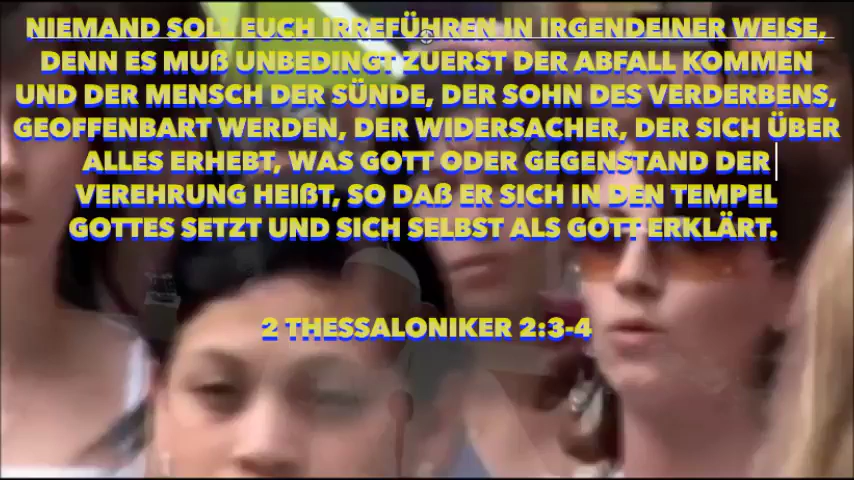 NIEMAND SOLL EUCH IRREFÜHREN IN IRGENDEINER WEISE,
DENN ES MUß UNBEDINGT ZUERST DER ABFALL KOMMEN
UND DER MENSCH DER SÜNDE, DER SOHN DES VERDERBENS,
GEOFFENBART WERDEN, DER WIDERSACHER, DER SICH ÜBER
ALLES ERHEBT, WAS GOTT ODER GEGENSTAND DER
VEREHRUNG HEIßT, SO DAß ER SICH IN DEN TEMPEL
GOTTES SETZT UND SICH SELBST ALS GOTT ERKLÄRT.
2 THESSALONIKER 2:3-4